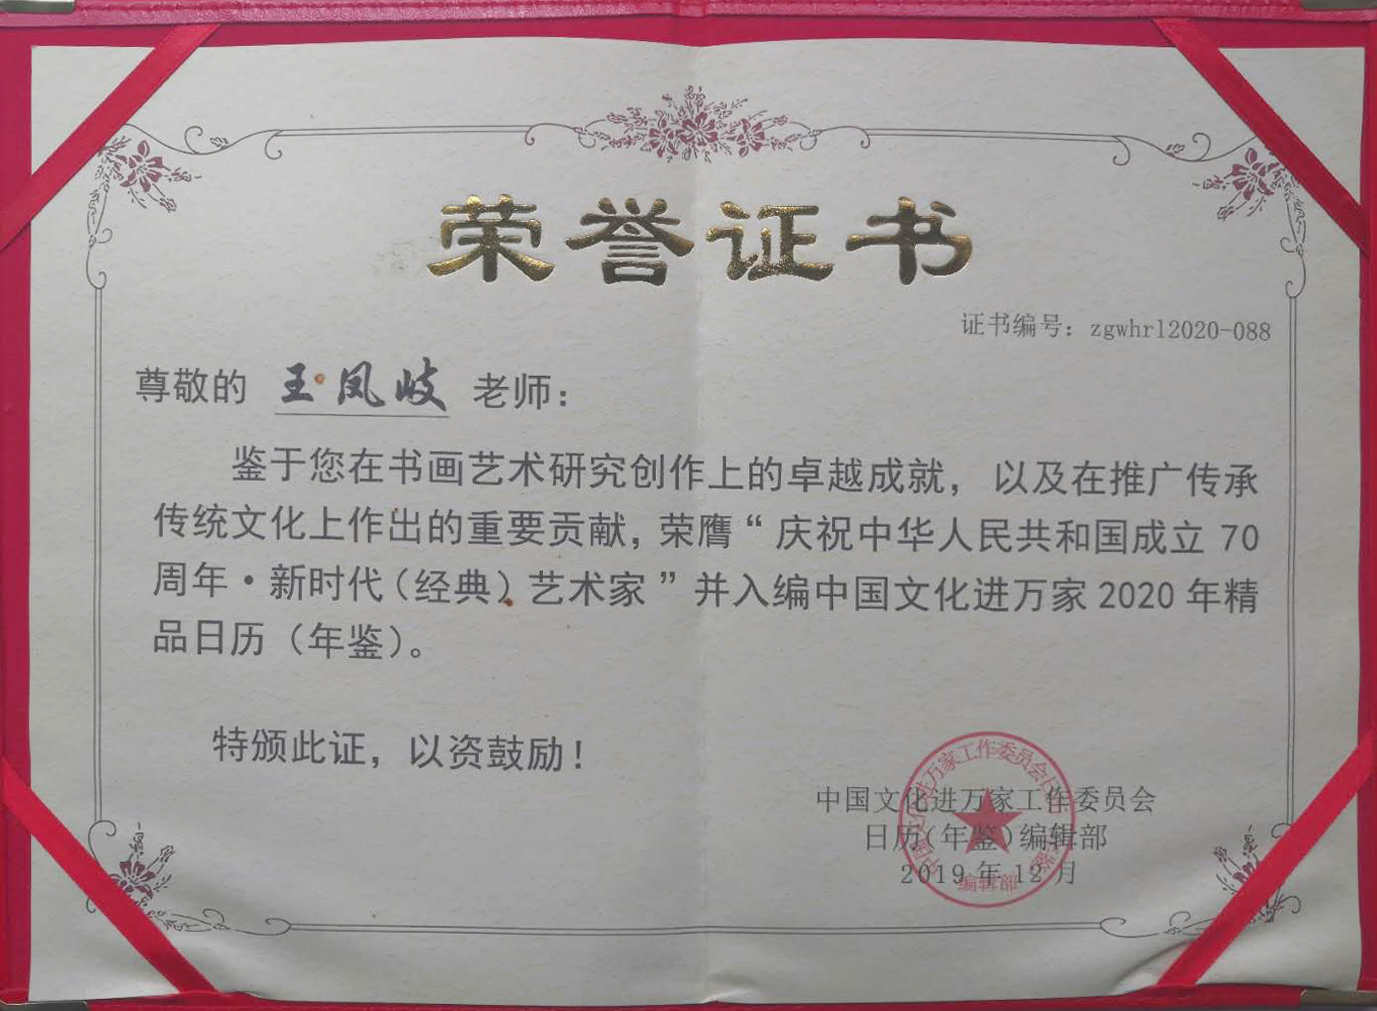 荣誉证书
证书编号：zgwhrl2020-088
尊敬的 王凤岐 老师：
鉴于您在书画艺术研究创作上的卓越成就，以及在推广传承
传统文化上作出的重要贡献，荣膺“庆祝中华人民共和国成立70
周年·新时代（经典）艺术家”并入编中国文化进万家2020年精
品日历（年鉴）。
特颁此证，以资鼓励！
中国文化进万家工作委员会
日历（年鉴）编辑部
2019年12月